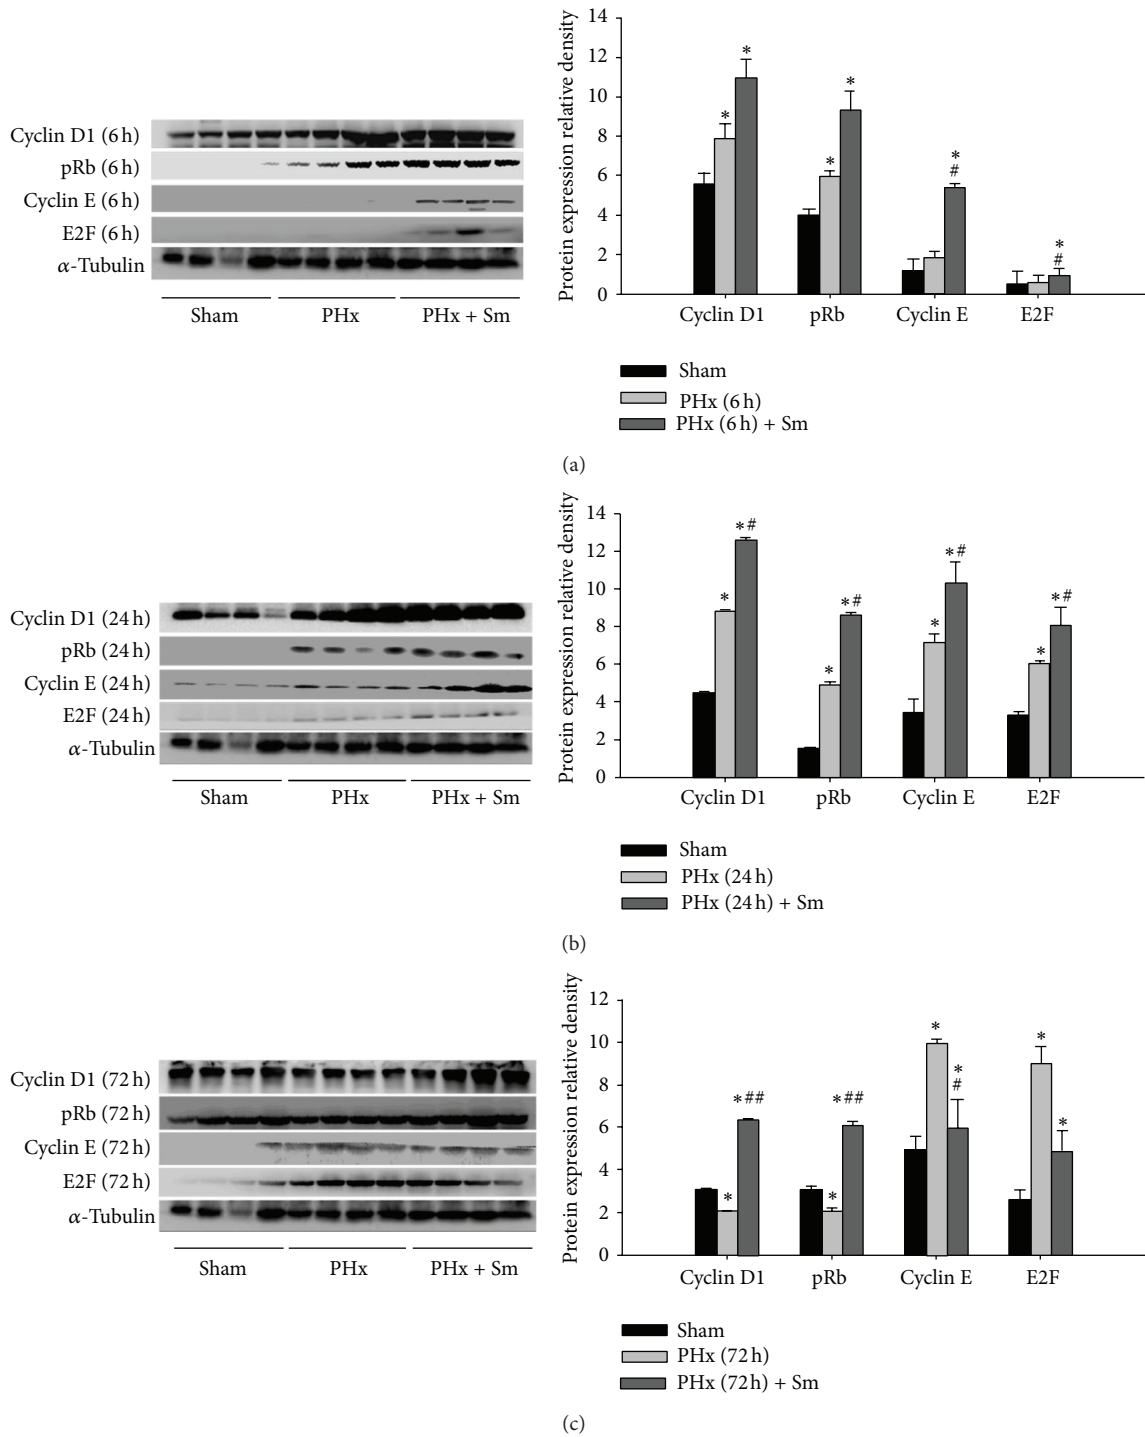 Cyclin D1 (6 h)
pRb (6 h)
Cyclin E (6 h)
E2F (6 h)
α-Tubulin
Sham PHx PHx + Sm
Protein expression relative density
14
12
10
8
6
4
2
0
* * *
* *
* #
* #
Cyclin D1 pRb Cyclin E E2F
Sham
PHx (6 h)
PHx (6 h) + Sm
(a)
Cyclin D1 (24 h)
pRb (24 h)
Cyclin E (24 h)
E2F (24 h)
α-Tubulin
Sham PHx PHx + Sm
Protein expression relative density
14
12
10
8
6
4
2
0
* *#
* *#
* *#
* *#
Cyclin D1 pRb Cyclin E E2F
Sham
PHx (24 h)
PHx (24 h) + Sm
(b)
Cyclin D1 (72 h)
pRb (72 h)
Cyclin E (72 h)
E2F (72 h)
α-Tubulin
Sham PHx PHx + Sm
Protein expression relative density
12
10
8
6
4
2
0
* *##
* *##
* * #
* *
Cyclin D1 pRb Cyclin E E2F
Sham
PHx (72 h)
PHx (72 h) + Sm
(c)